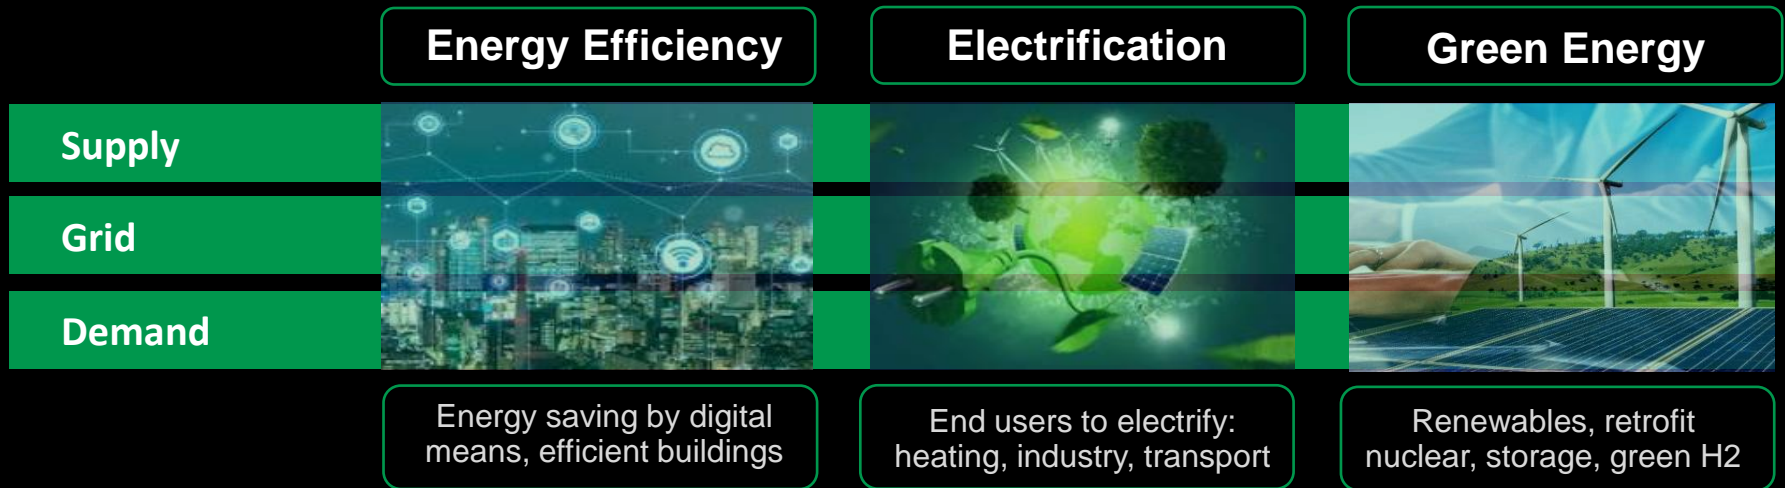 Energy Efficiency
Electrification
Green Energy
Supply
Grid
Demand
Energy saving by digital
means, efficient buildings
End users to electrify:
heating, industry, transport
Renewables, retrofit
nuclear, storage, green H2